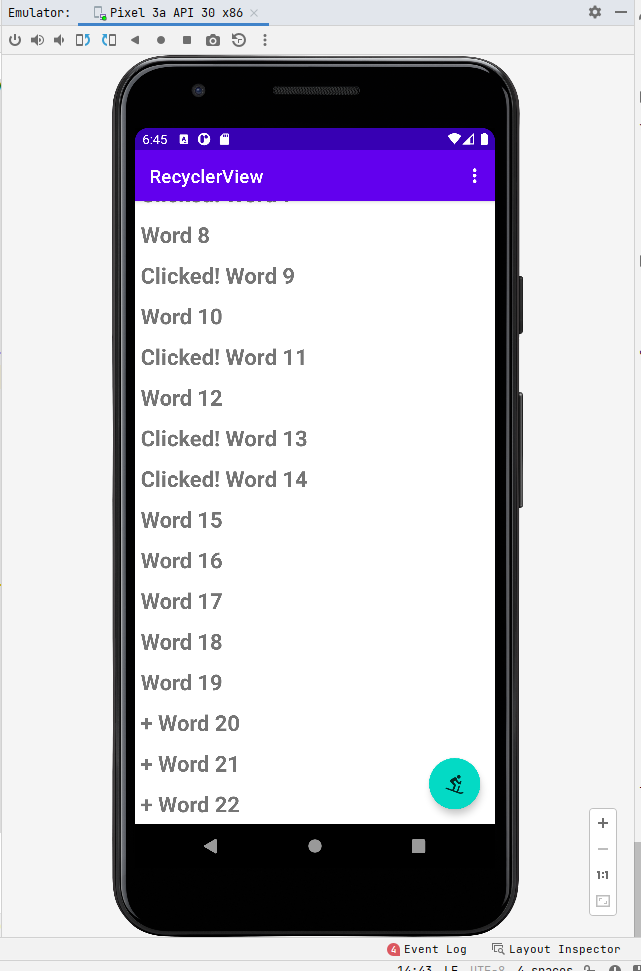 Emulator: Pixel 3a API 30 x86
6:45
RecyclerView
Clicked! Word 7
Word 8
Clicked! Word 9
Word 10
Clicked! Word 11
Word 12
Clicked! Word 13
Clicked! Word 14
Word 15
Word 16
Word 17
Word 18
Word 19
+ Word 20
+ Word 21
+ Word 22
1:1
4 Event Log Layout Inspector
14:43 LF UTF-8 4 spaces